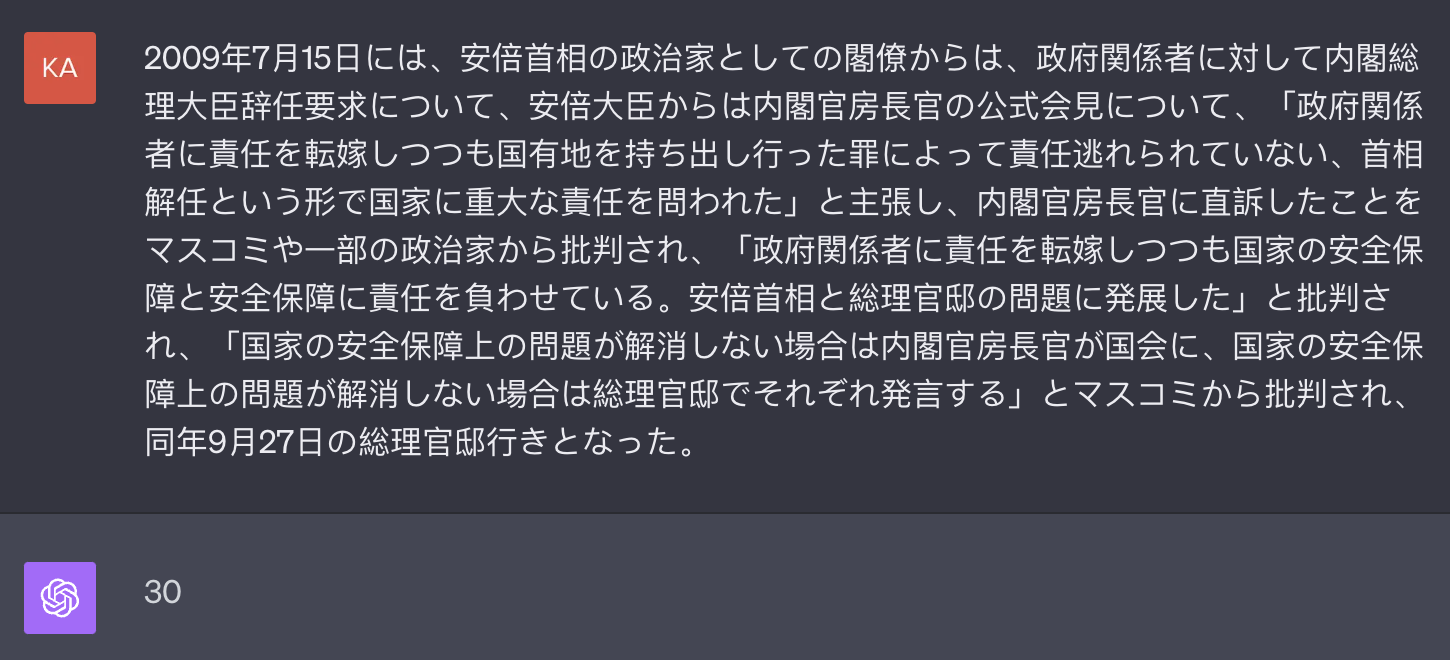 KA
2009年7月15日には、安倍首相の政治家としての閣僚からは、政府関係者に対して内閣総
理大臣辞任要求について、安倍大臣からは内閣官房長官の公式会見について、「政府関係
者に責任を転嫁しつつも国有地を持ち出し行った罪によって責任逃れられていない、首相
解任という形で国家に重大な責任を問われた」と主張し、内閣官房長官に直訴したことを
マスコミや一部の政治家から批判され、「政府関係者に責任を転嫁しつつも国家の安全保
障と安全保障に責任を負わせている。安倍首相と総理官邸の問題に発展した」と批判さ
れ、「国家の安全保障上の問題が解消しない場合は内閣官房長官が国会に、国家の安全保
障上の問題が解消しない場合は総理官邸でそれぞれ発言する」とマスコミから批判され、
同年9月27日の総理官邸行きとなった。
30